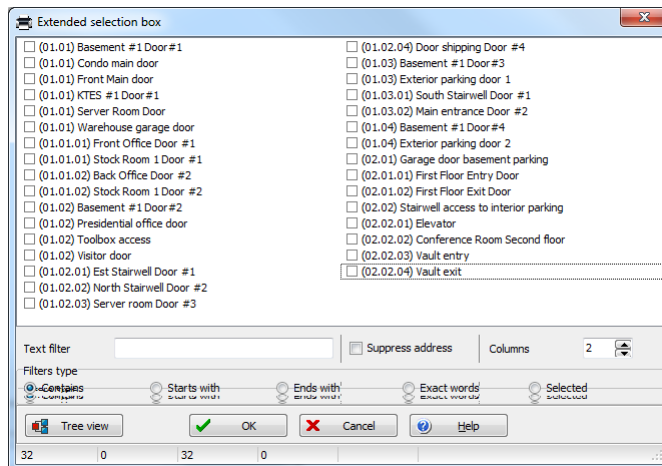 Extended selection box
(01.01) Basement #1 Door#1
(01.01) Condo main door
(01.01) Front Main door
(01.01) KTES #1 Door#1
(01.01) Server Room Door
(01.01) Warehouse garage door
(01.01.01) Front Office Door #1
(01.01.01) Stock Room 1 Door #1
(01.01.02) Back Office Door #2
(01.01.02) Stock Room 1 Door #2
(01.02) Basement #1 Door#2
(01.02) Presidential office door
(01.02) Toolbox access
(01.02) Visitor door
(01.02.01) Est Stairwell Door #1
(01.02.02) North Stairwell Door #2
(01.02.03) Server room Door #3
(01.02.04) Door shipping Door #4
(01.03) Basement #1 Door#3
(01.03) Exterior parking door 1
(01.03.01) South Stairwell Door #1
(01.03.02) Main entrance Door #2
(01.04) Basement #1 Door#4
(01.04) Exterior parking door 2
(02.01) Garage door basement parking
(02.01.01) First Floor Entry Door
(02.01.02) First Floor Exit Door
(02.02) Stairwell access to interior parking
(02.02.01) Elevator
(02.02.02) Conference Room Second floor
(02.02.03) Vault entry
(02.02.04) Vault exit
Text filter
Suppress address
Columns 2
Filters type
Contains Starts with Ends with Exact words Selected
Tree view OK Cancel Help
32 0 32 0